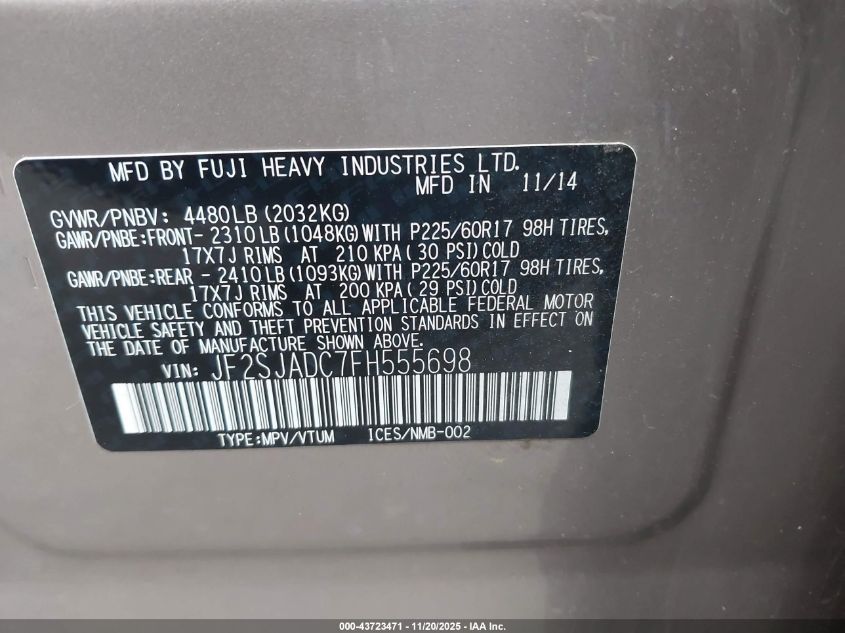 MFD BY FUJI HEAVY INDUSTRIES LTD.
MFD IN 11/14
GVWR/PNBV: 4480LB (2032KG)
GAWR/PNBE:FRONT- 2310LB (1048KG)WITH P225/60R17 98H TIRES,
17X7J RIMS AT 210 KPA( 30 PSI)COLD
GAWR/PNBE:REAR - 2410LB (1093KG)WITH P225/60R17 98H TIRES,
17X7J RIMS AT 200 KPA( 29 PSI)COLD
THIS VEHICLE CONFORMS TO ALL APPLICABLE FEDERAL MOTOR
VEHICLE SAFETY AND THEFT PREVENTION STANDARDS IN EFFECT ON
THE DATE OF MANUFACTURE SHOWN ABOVE.
VIN: JF2SJADC7FH555698
TYPE:MPV/VTUM ICES/NMB-002
000-43723471 - 11/20/2025 - IAA Inc.